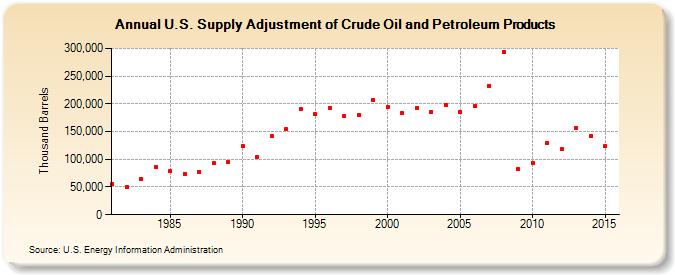 Annual U.S. Supply Adjustment of Crude Oil and Petroleum Products
Thousand Barrels
300,000
250,000
200,000
150,000
100,000
50,000
0
1985 1990 1995 2000 2005 2010 2015
Source: U.S. Energy Information Administration